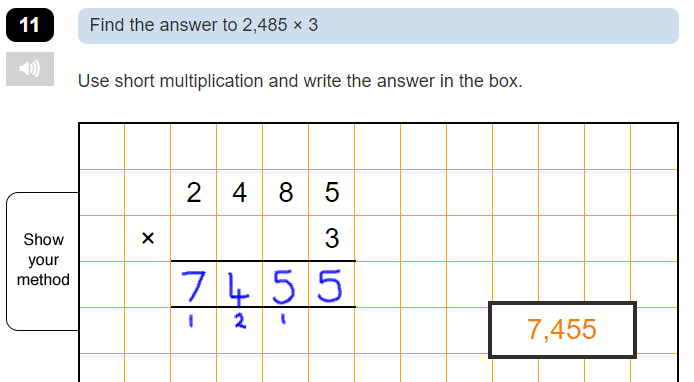 11
Find the answer to 2,485 × 3
Use short multiplication and write the answer in the box.
Show
your
method
2 4 8 5
× 3
7 4 5 5
1 2 1
7,455